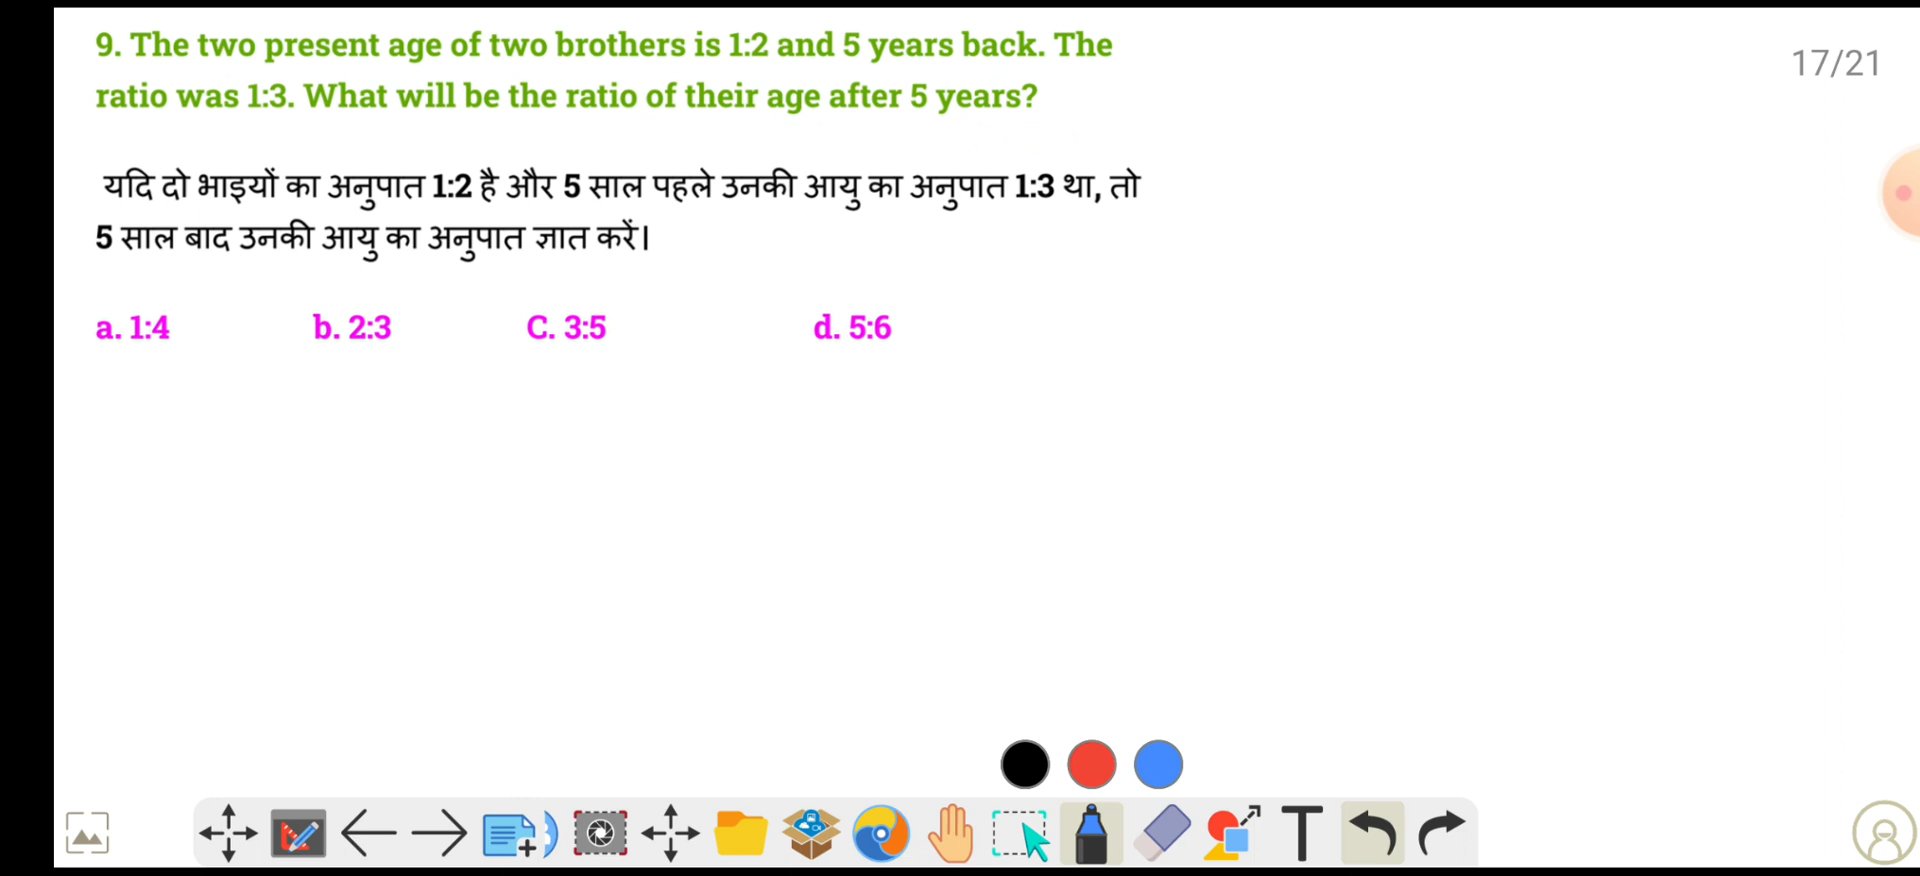 9. The two present age of two brothers is 1:2 and 5 years back. The
ratio was 1:3. What will be the ratio of their age after 5 years?
17/21
यदि दो भाइयों का अनुपात 1:2 है और 5 साल पहले उनकी आयु का अनुपात 1:3 था, तो
5 साल बाद उनकी आयु का अनुपात ज्ञात करें।
a. 1:4 b. 2:3 C. 3:5 d. 5:6